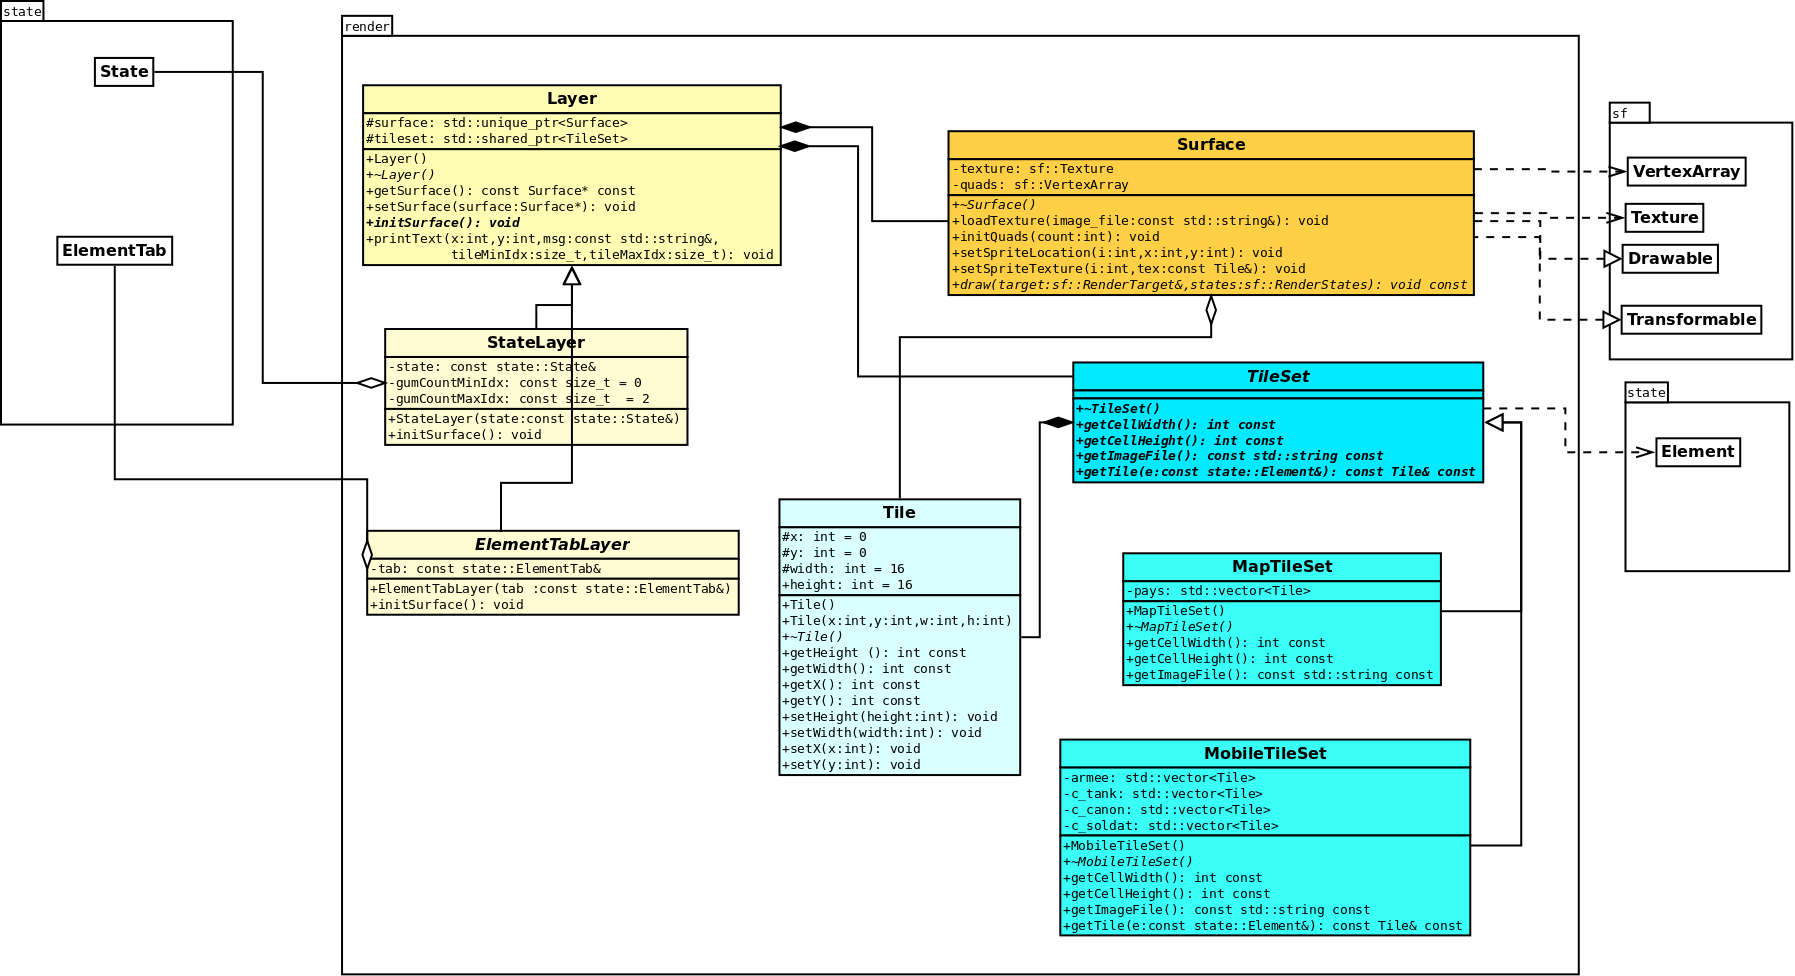 state
State
ElementTab
render
Layer
#surface: std::unique_ptr<Surface>
#tileset: std::shared_ptr<TileSet>
+Layer()
+~Layer()
+getSurface(): const Surface* const
+setSurface(surface:Surface*): void
+initSurface(): void
+printText(x:int,y:int,msg:const std::string&,
tileMinIdx:size_t,tileMaxIdx:size_t): void
StateLayer
-state: const state::State&
-gumCountMinIdx: const size_t = 0
-gumCountMaxIdx: const size_t  = 2
+StateLayer(state:const state::State&)
+initSurface(): void
ElementTabLayer
-tab: const state::ElementTab&
+ElementTabLayer(tab :const state::ElementTab&)
+initSurface(): void
Surface
-texture: sf::Texture
-quads: sf::VertexArray
+~Surface()
+loadTexture(image_file:const std::string&): void
+initQuads(count:int): void
+setSpriteLocation(i:int,x:int,y:int): void
+setSpriteTexture(i:int,tex:const Tile&): void
+draw(target:sf::RenderTarget&,states:sf::RenderStates): void const
TileSet
+~TileSet()
+getCellWidth(): int const
+getCellHeight(): int const
+getImageFile(): const std::string const
+getTile(e:const state::Element&): const Tile& const
Tile
#x: int = 0
#y: int = 0
#width: int = 16
+height: int = 16
+Tile()
+Tile(x:int,y:int,w:int,h:int)
+~Tile()
+getHeight (): int const
+getWidth(): int const
+getX(): int const
+getY(): int const
+setHeight(height:int): void
+setWidth(width:int): void
+setX(x:int): void
+setY(y:int): void
MapTileSet
-pays: std::vector<Tile>
+MapTileSet()
+~MapTileSet()
+getCellWidth(): int const
+getCellHeight(): int const
+getImageFile(): const std::string const
MobileTileSet
-armee: std::vector<Tile>
-c_tank: std::vector<Tile>
-c_canon: std::vector<Tile>
-c_soldat: std::vector<Tile>
+MobileTileSet()
+~MobileTileSet()
+getCellWidth(): int const
+getCellHeight(): int const
+getImageFile(): const std::string const
+getTile(e:const state::Element&): const Tile& const
sf
VertexArray
Texture
Drawable
Transformable
state
Element